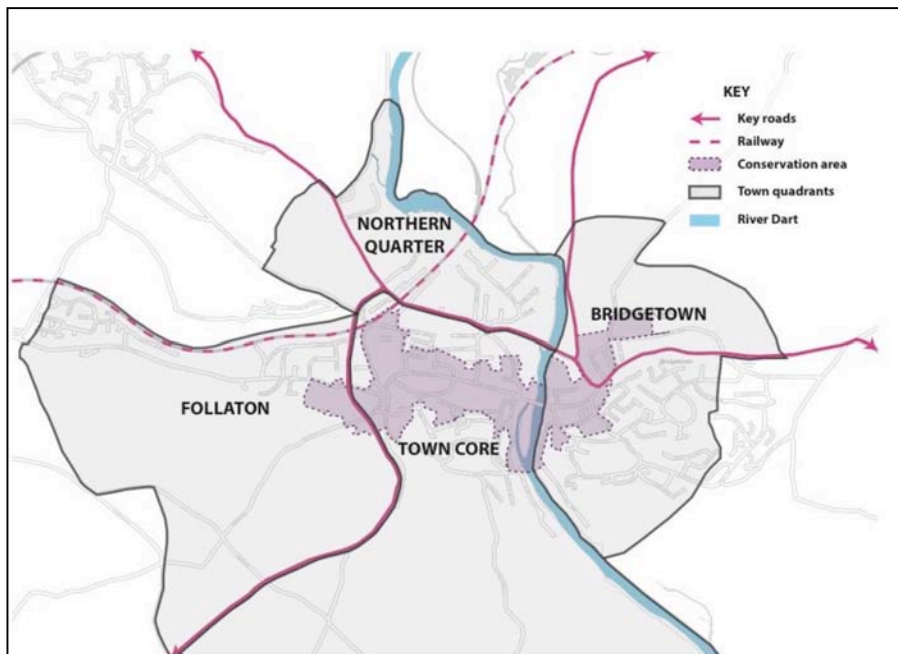 KEY
Key roads
Railway
Conservation area
Town quadrants
River Dart
NORTHERN
QUARTER
BRIDGETOWN
FOLLATON
TOWN CORE